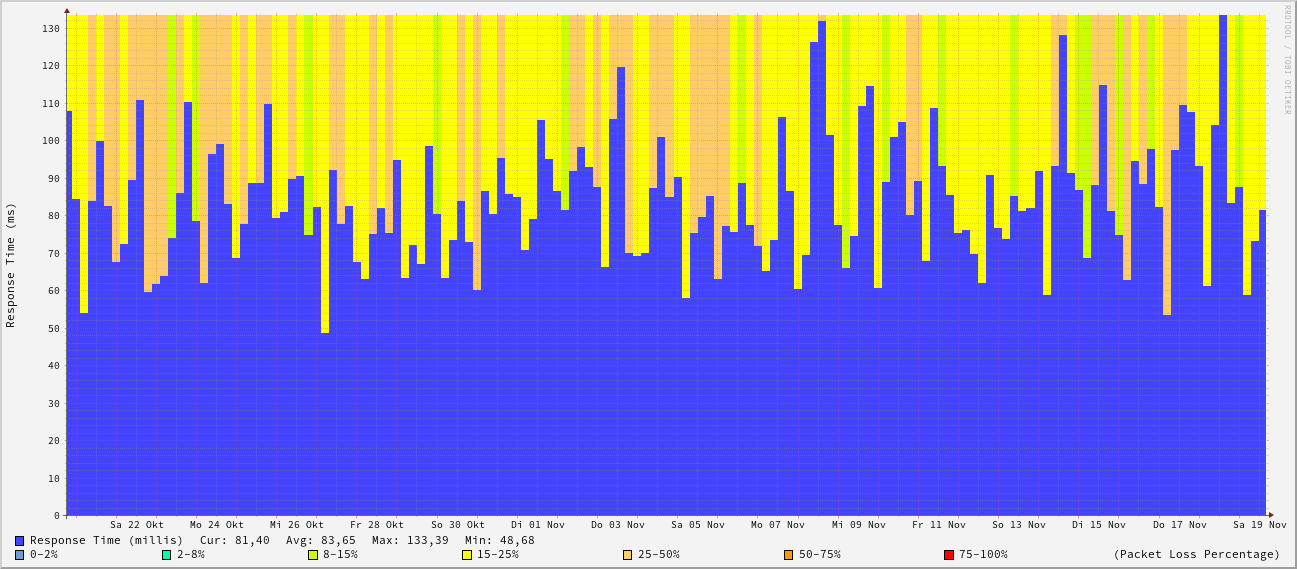 RRDTOOL / TOBI OETIKER
Response Time (ms)
130
120
110
100
90
80
70
60
50
40
30
20
10
0
Sa 22 Okt Mo 24 Okt Mi 26 Okt Fr 28 Okt So 30 Okt Di 01 Nov Do 03 Nov Sa 05 Nov Mo 07 Nov Mi 09 Nov Fr 11 Nov So 13 Nov Di 15 Nov Do 17 Nov Sa 19 Nov
Response Time (millis) Cur: 81,40 Avg: 83,65 Max: 133,39 Min: 48,68
0-2% 2-8% 8-15% 15-25% 25-50% 50-75% 75-100% (Packet Loss Percentage)